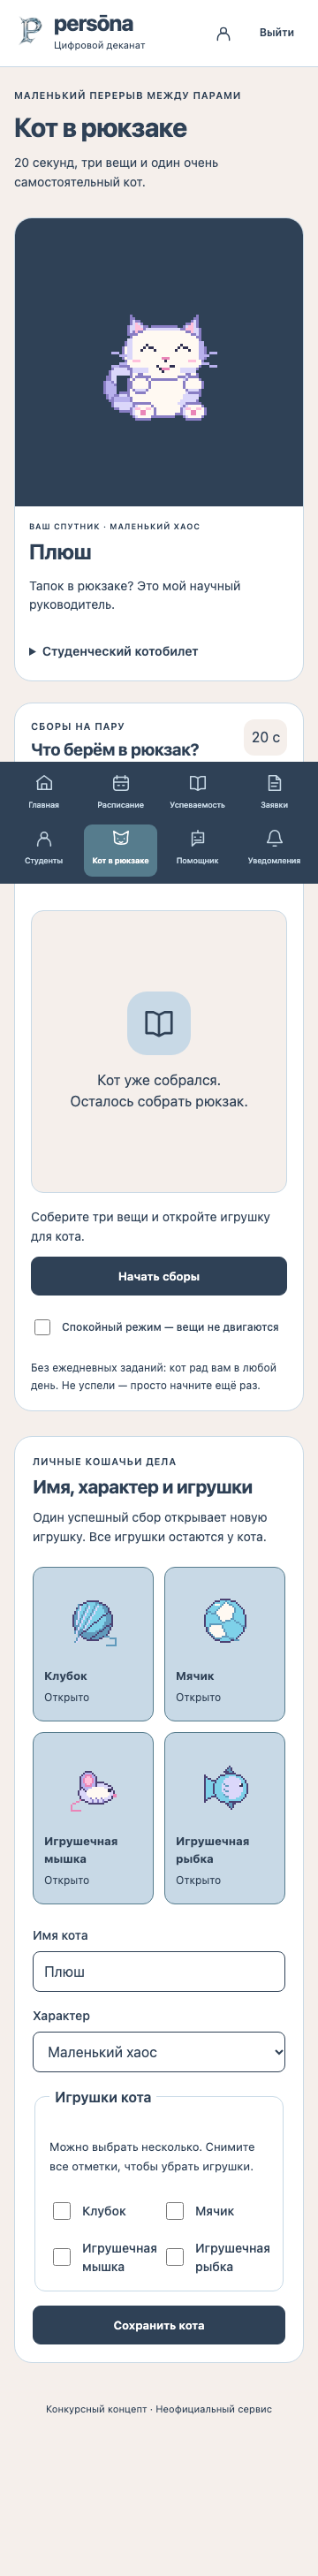 persōna
Цифровой деканат
Выйти
МАЛЕНЬКИЙ ПЕРЕРЫВ МЕЖДУ ПАРАМИ
Кот в рюкзаке
20 секунд, три вещи и один очень
самостоятельный кот.
ВАШ СПУТНИК · МАЛЕНЬКИЙ ХАОС
Плюш
Тапок в рюкзаке? Это мой научный
руководитель.
Студенческий котобилет
СБОРЫ НА ПАРУ
20 с
Что берём в рюкзак?
Главная
Расписание
Успеваемость
Заявки
Студенты
Кот в рюкзаке
Помощник
Уведомления
Кот уже собрался.
Осталось собрать рюкзак.
Соберите три вещи и откройте игрушку
для кота.
Начать сборы
Спокойный режим — вещи не двигаются
Без ежедневных заданий: кот рад вам в любой
день. Не успели — просто начните ещё раз.
ЛИЧНЫЕ КОШАЧЬИ ДЕЛА
Имя, характер и игрушки
Один успешный сбор открывает новую
игрушку. Все игрушки остаются у кота.
Клубок
Открыто
Мячик
Открыто
Игрушечная
мышка
Открыто
Игрушечная
рыбка
Открыто
Имя кота
Плюш
Характер
Маленький хаос
Игрушки кота
Можно выбрать несколько. Снимите
все отметки, чтобы убрать игрушки.
Клубок
Мячик
Игрушечная
мышка
Игрушечная
рыбка
Сохранить кота
Конкурсный концепт · Неофициальный сервис